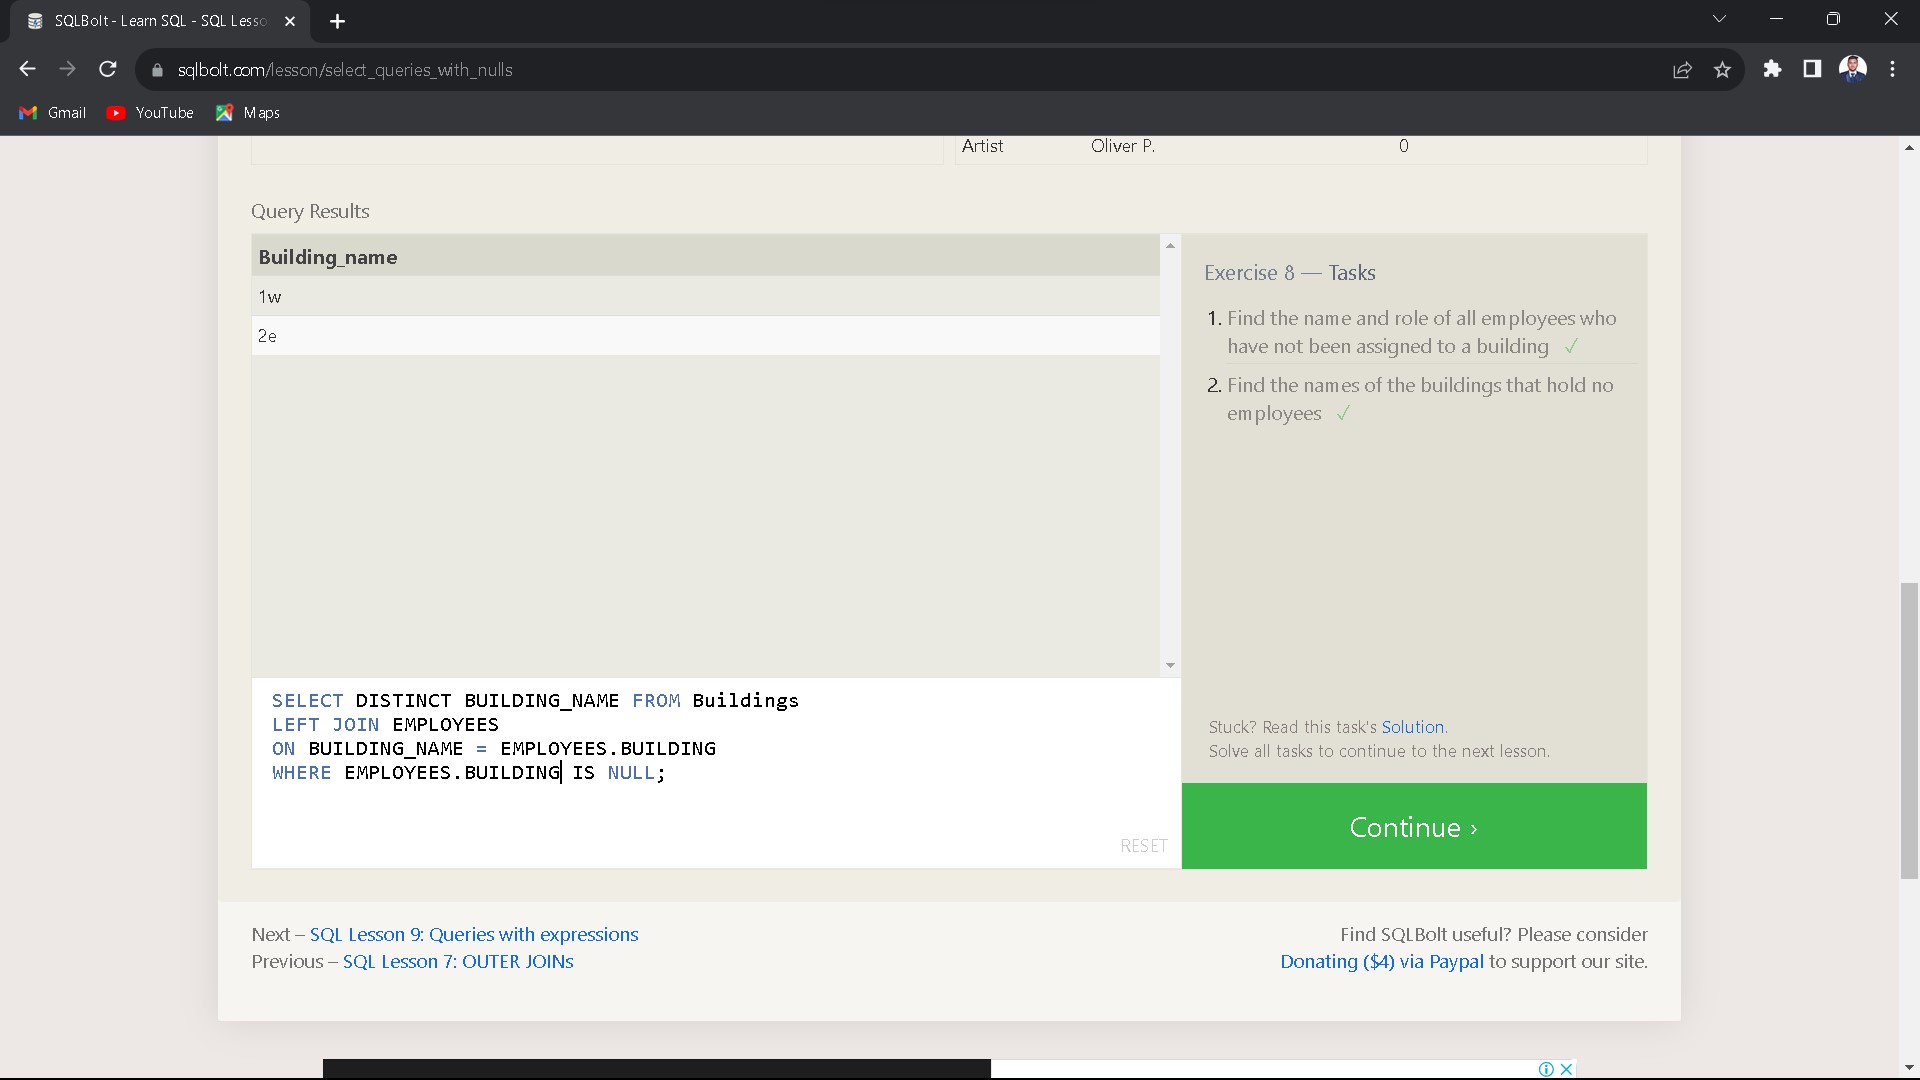 SQLBolt - Learn SQL - SQL Lesso
sqlbolt.com/lesson/select_queries_with_nulls
Gmail YouTube Maps
Artist Oliver P. 0
Query Results
Building_name
1w
2e
Exercise 8 — Tasks
1. Find the name and role of all employees who
have not been assigned to a building ✓
2. Find the names of the buildings that hold no
employees ✓
SELECT DISTINCT BUILDING_NAME FROM Buildings
LEFT JOIN EMPLOYEES
ON BUILDING_NAME = EMPLOYEES.BUILDING
WHERE EMPLOYEES.BUILDING IS NULL;
RESET
Stuck? Read this task's Solution.
Solve all tasks to continue to the next lesson.
Continue ›
Next – SQL Lesson 9: Queries with expressions
Previous – SQL Lesson 7: OUTER JOINs
Find SQLBolt useful? Please consider
Donating ($4) via Paypal to support our site.